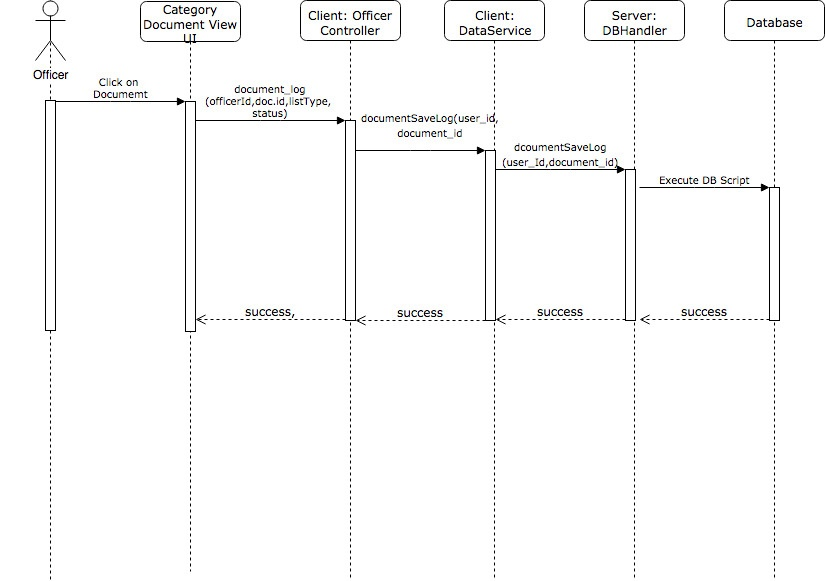 Category
Document View
UI
Client: Officer
Controller
Client:
DataService
Server:
DBHandler
Database
Officer
Click on
Documemt
document_log
(officerId,doc.id,listType,
status)
documentSaveLog(user_id,
document_id
dcoumentSaveLog
(user_Id,document_id)
Execute DB Script
success,
success
success
success